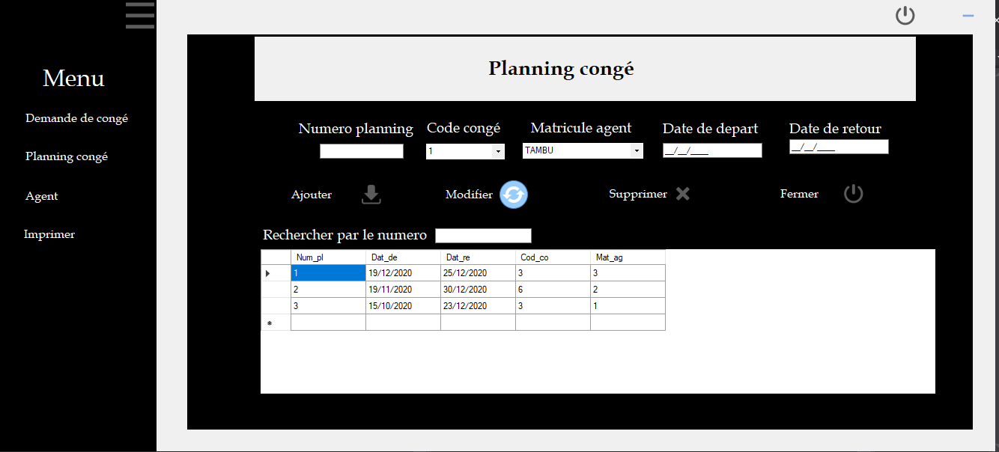 Menu
Demande de congé
Planning congé
Agent
Imprimer
Planning congé
Numero planning Code congé Matricule agent Date de depart Date de retour
1 TAMBU __/__/____ __/__/____
Ajouter Modifier Supprimer Fermer
Rechercher par le numero
Num_pl Dat_de Dat_re Cod_co Mat_ag
1 19/12/2020 25/12/2020 3 3
2 19/11/2020 30/12/2020 6 2
3 15/10/2020 23/12/2020 3 1